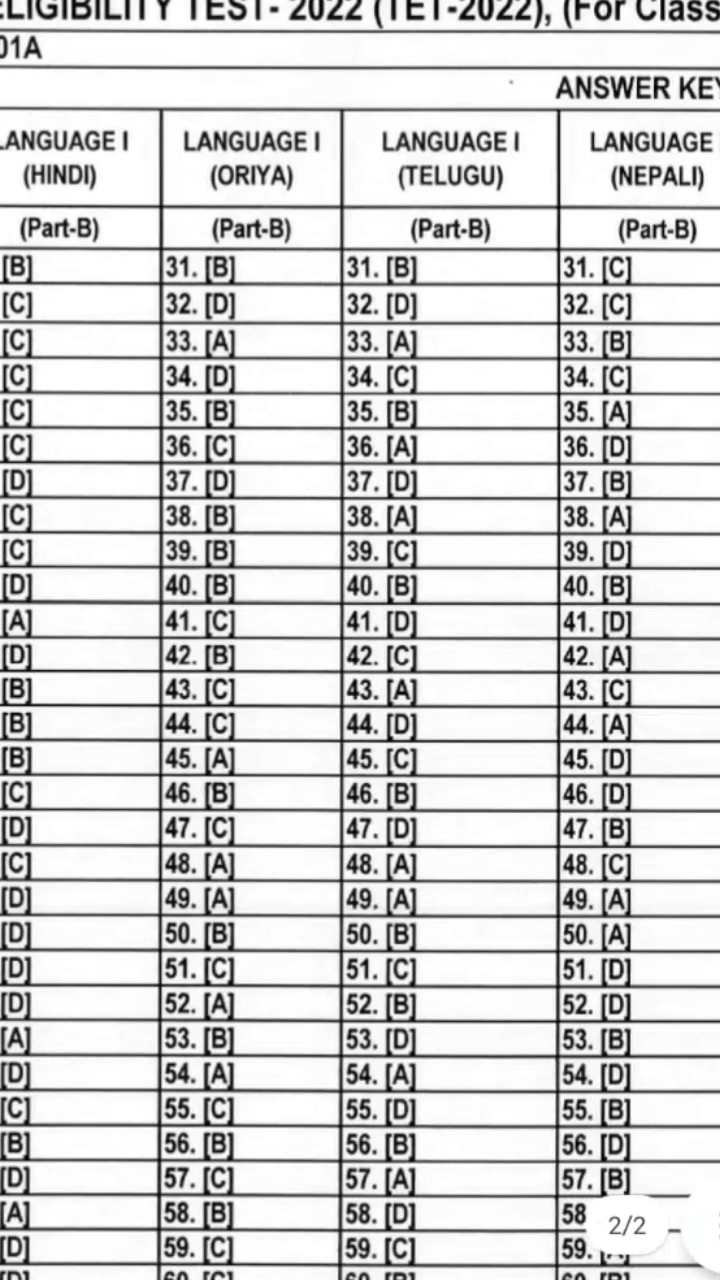 ELIGIBILITY TEST- 2022 (TET-2022), (For Class
01A
ANSWER KEY
LANGUAGE I (HINDI) LANGUAGE I (ORIYA) LANGUAGE I (TELUGU) LANGUAGE (NEPALI)
(Part-B) (Part-B) (Part-B) (Part-B)
[B] 31. [B] 31. [B] 31. [C]
[C] 32. [D] 32. [D] 32. [C]
[C] 33. [A] 33. [A] 33. [B]
[C] 34. [D] 34. [C] 34. [C]
[C] 35. [B] 35. [B] 35. [A]
[C] 36. [C] 36. [A] 36. [D]
[D] 37. [D] 37. [D] 37. [B]
[C] 38. [B] 38. [A] 38. [A]
[C] 39. [B] 39. [C] 39. [D]
[D] 40. [B] 40. [B] 40. [B]
[A] 41. [C] 41. [D] 41. [D]
[D] 42. [B] 42. [C] 42. [A]
[B] 43. [C] 43. [A] 43. [C]
[B] 44. [C] 44. [D] 44. [A]
[B] 45. [A] 45. [C] 45. [D]
[C] 46. [B] 46. [B] 46. [D]
[D] 47. [C] 47. [D] 47. [B]
[C] 48. [A] 48. [A] 48. [C]
[D] 49. [A] 49. [A] 49. [A]
[D] 50. [B] 50. [B] 50. [A]
[D] 51. [C] 51. [C] 51. [D]
[D] 52. [A] 52. [B] 52. [D]
[A] 53. [B] 53. [D] 53. [B]
[D] 54. [A] 54. [A] 54. [D]
[C] 55. [C] 55. [D] 55. [B]
[B] 56. [B] 56. [B] 56. [D]
[D] 57. [C] 57. [A] 57. [B]
[A] 58. [B] 58. [D] 58
2/2
[D] 59. [C] 59. [C] 59.